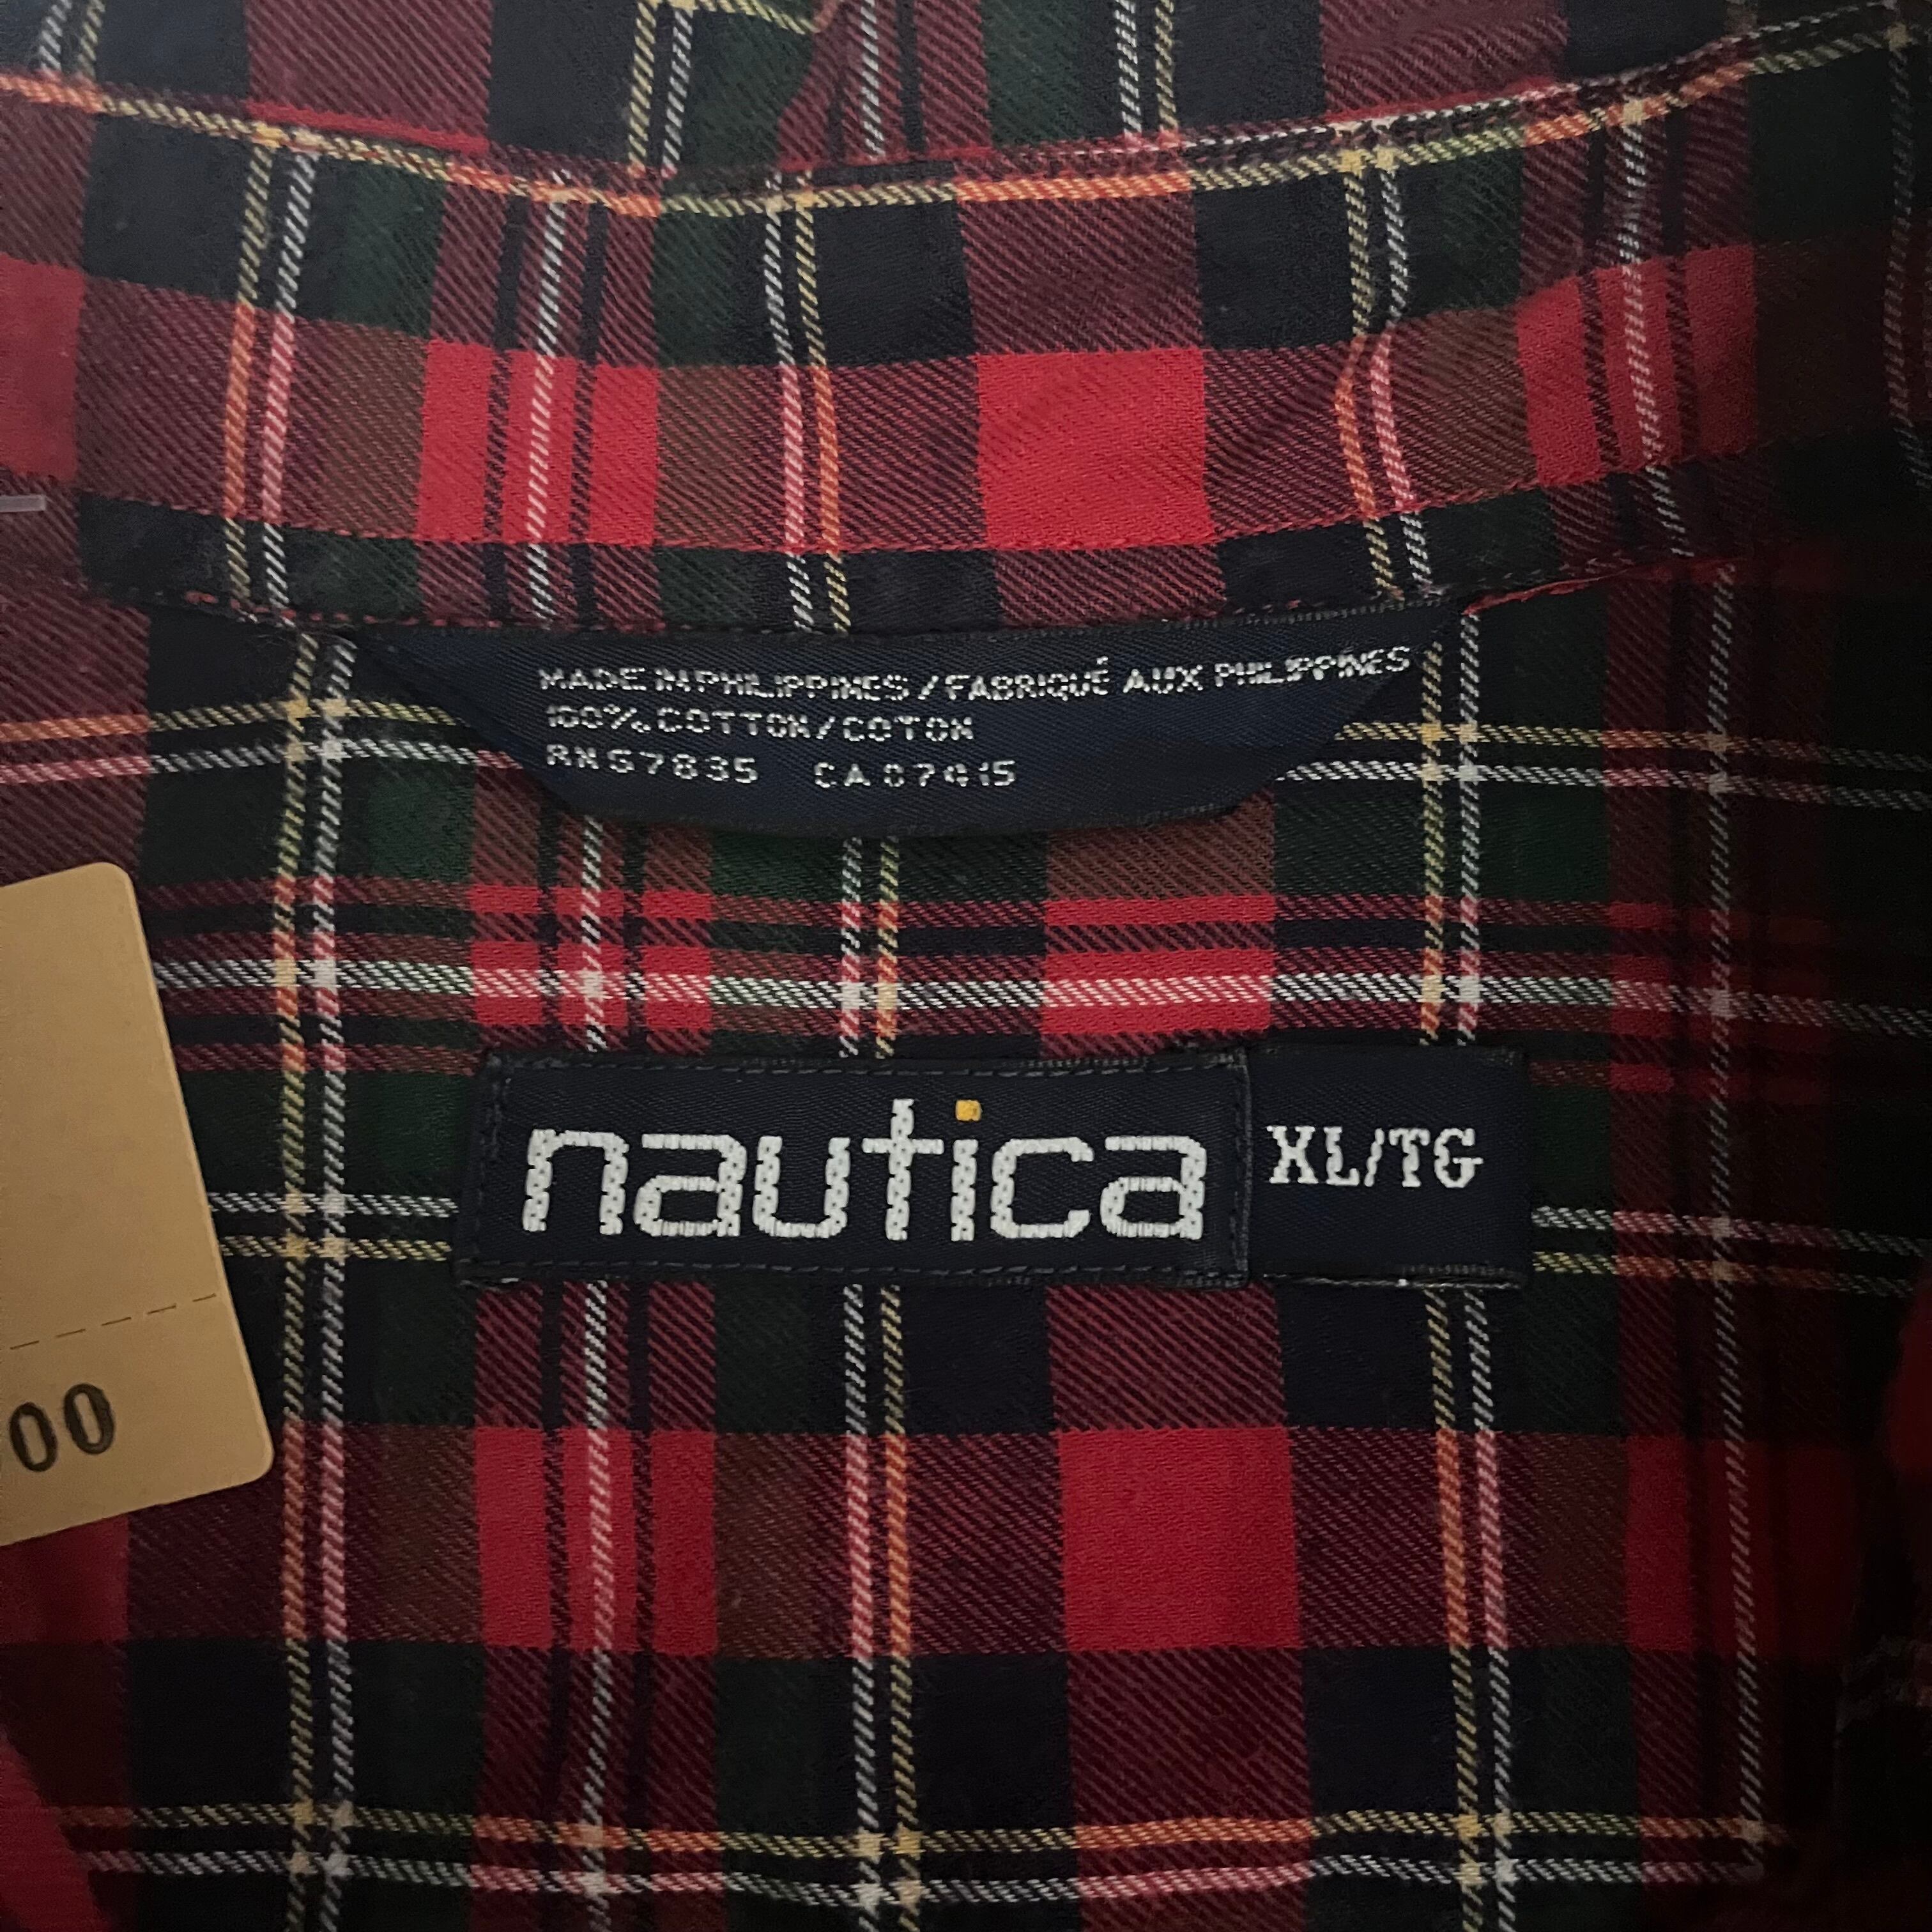 MADE IN PHILIPPINES / FABRIQUÉ AUX PHILIPPINES
100% COTTON / COTON
RN 57835 CA 07415
nautica XL/TG
00